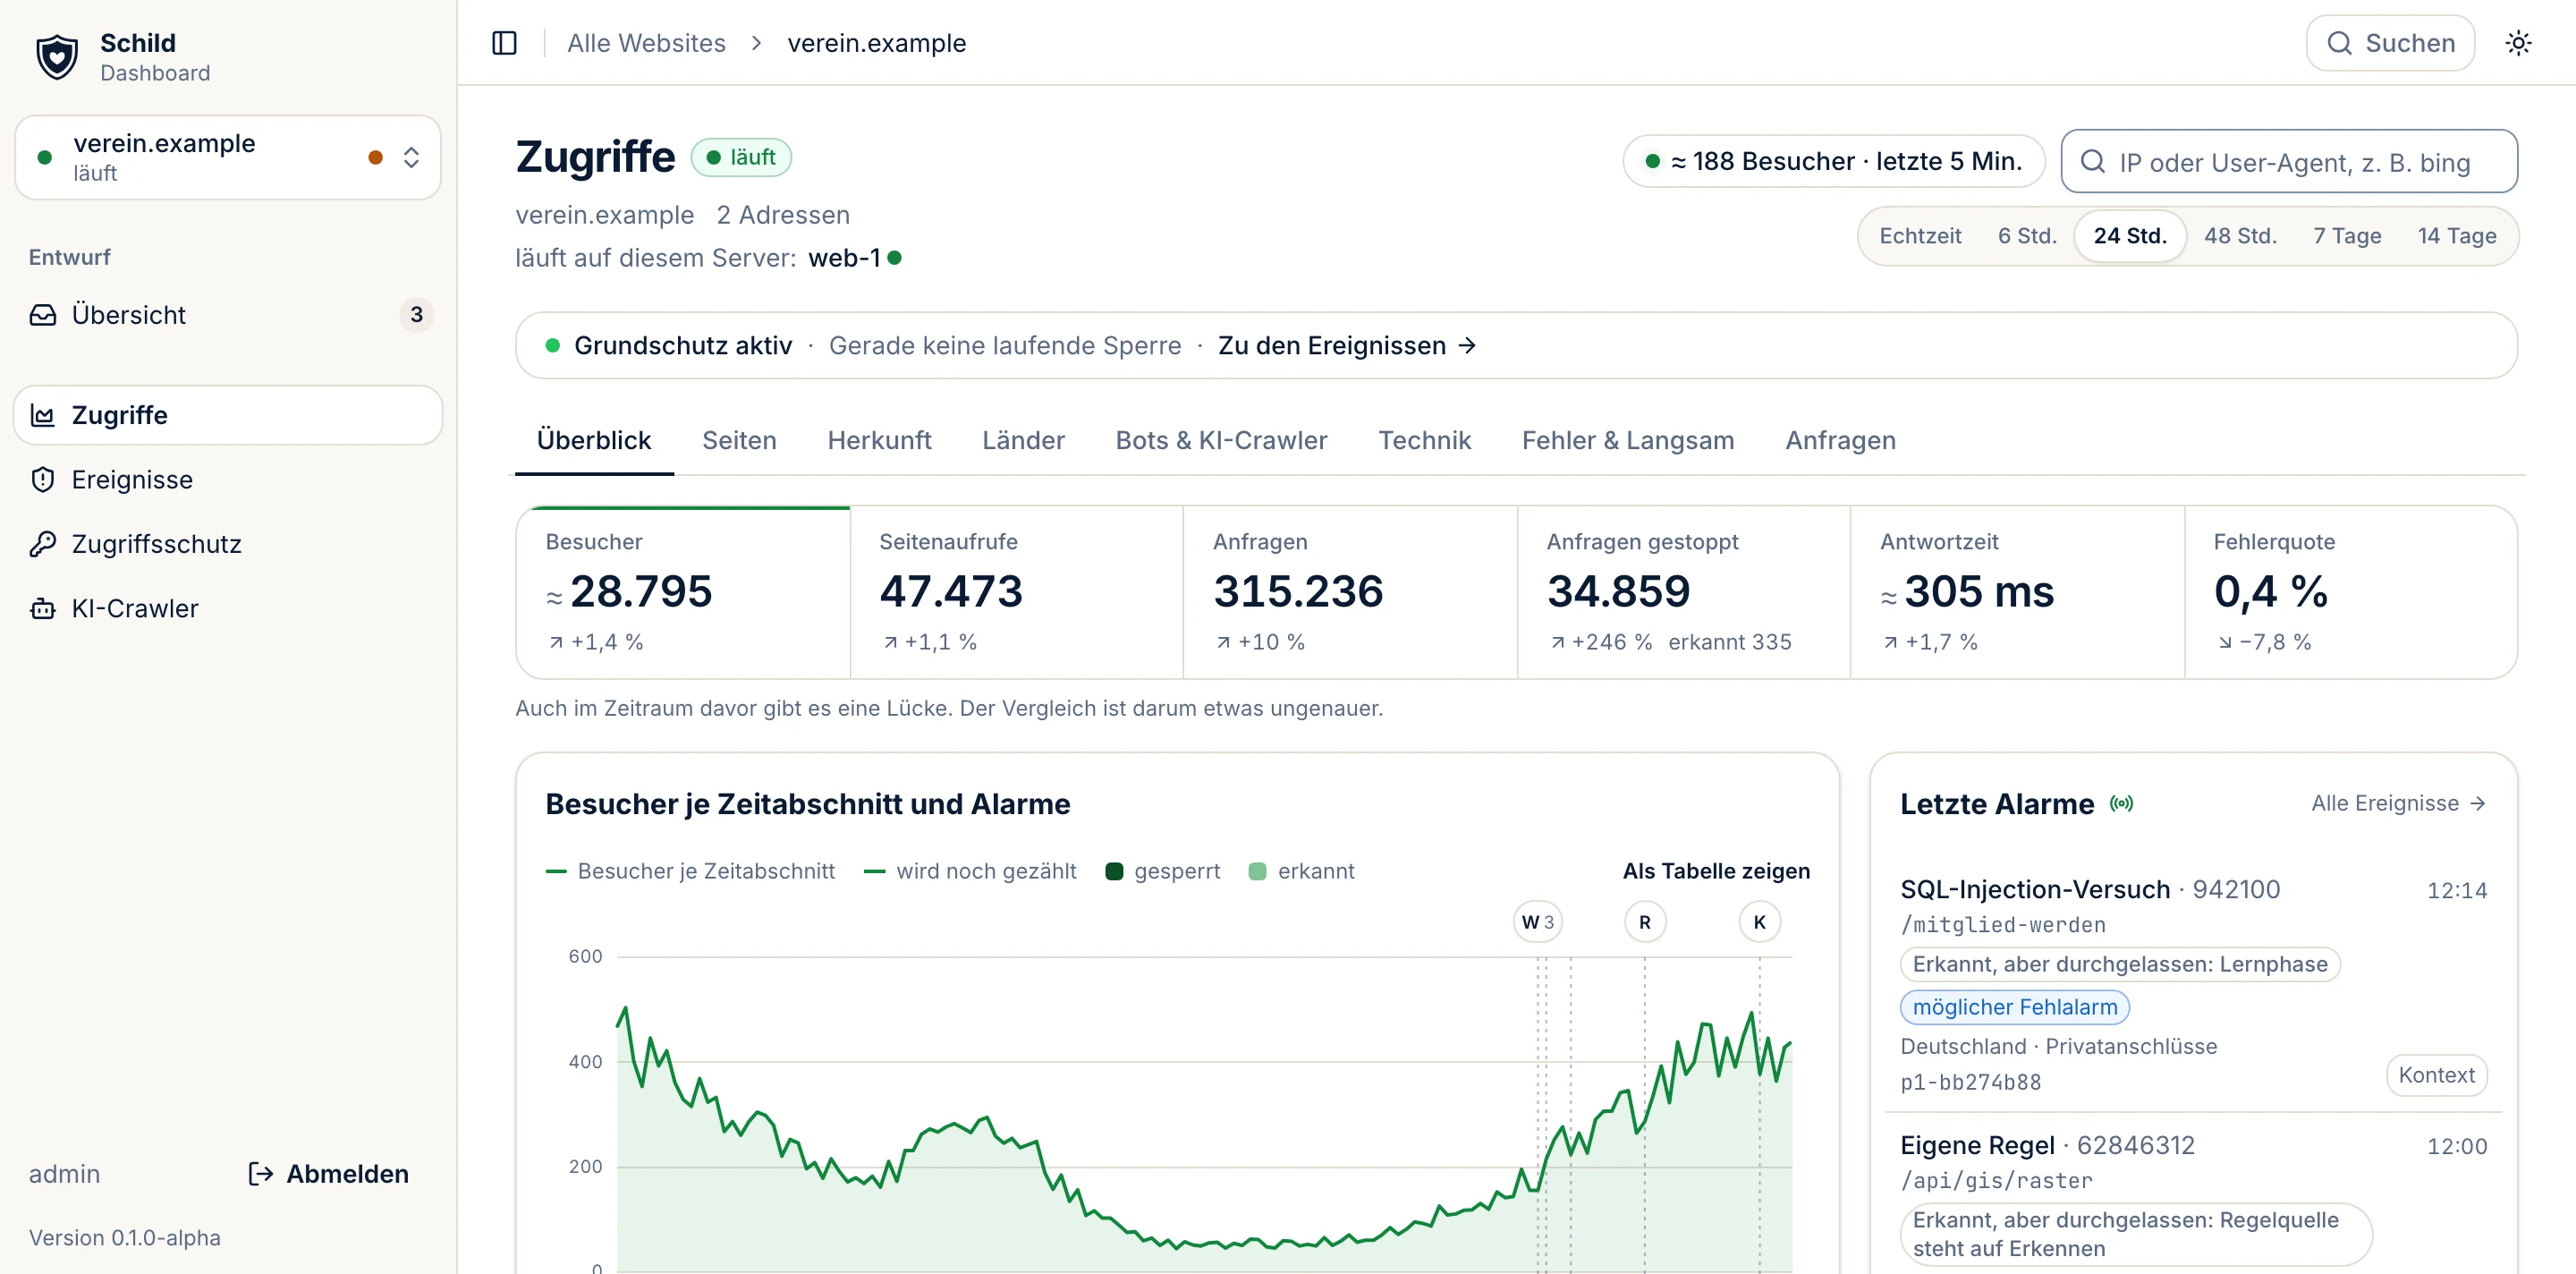 Schild
Dashboard
verein.example
läuft
Entwurf
Übersicht
3
Zugriffe
Ereignisse
Zugriffsschutz
KI-Crawler
admin
Abmelden
Version 0.1.0-alpha
Alle Websites
verein.example
Suchen
Zugriffe
läuft
≈ 188 Besucher · letzte 5 Min.
IP oder User-Agent, z. B. bing
verein.example 2 Adressen
läuft auf diesem Server: web-1
Echtzeit 6 Std. 24 Std. 48 Std. 7 Tage 14 Tage
Grundschutz aktiv · Gerade keine laufende Sperre · Zu den Ereignissen →
Überblick Seiten Herkunft Länder Bots & KI-Crawler Technik Fehler & Langsam Anfragen
Besucher
≈ 28.795
↗ +1,4 %
Seitenaufrufe
47.473
↗ +1,1 %
Anfragen
315.236
↗ +10 %
Anfragen gestoppt
34.859
↗ +246 % erkannt 335
Antwortzeit
≈ 305 ms
↗ +1,7 %
Fehlerquote
0,4 %
↘ −7,8 %
Auch im Zeitraum davor gibt es eine Lücke. Der Vergleich ist darum etwas ungenauer.
Besucher je Zeitabschnitt und Alarme
Besucher je Zeitabschnitt wird noch gezählt gesperrt erkannt
Als Tabelle zeigen
W 3 R K
600
400
200
0
Letzte Alarme
Alle Ereignisse →
SQL-Injection-Versuch · 942100 12:14
/mitglied-werden
Erkannt, aber durchgelassen: Lernphase
möglicher Fehlalarm
Deutschland · Privatanschlüsse
p1-bb274b88
Kontext
Eigene Regel · 62846312 12:00
/api/gis/raster
Erkannt, aber durchgelassen: Regelquelle
steht auf Erkennen